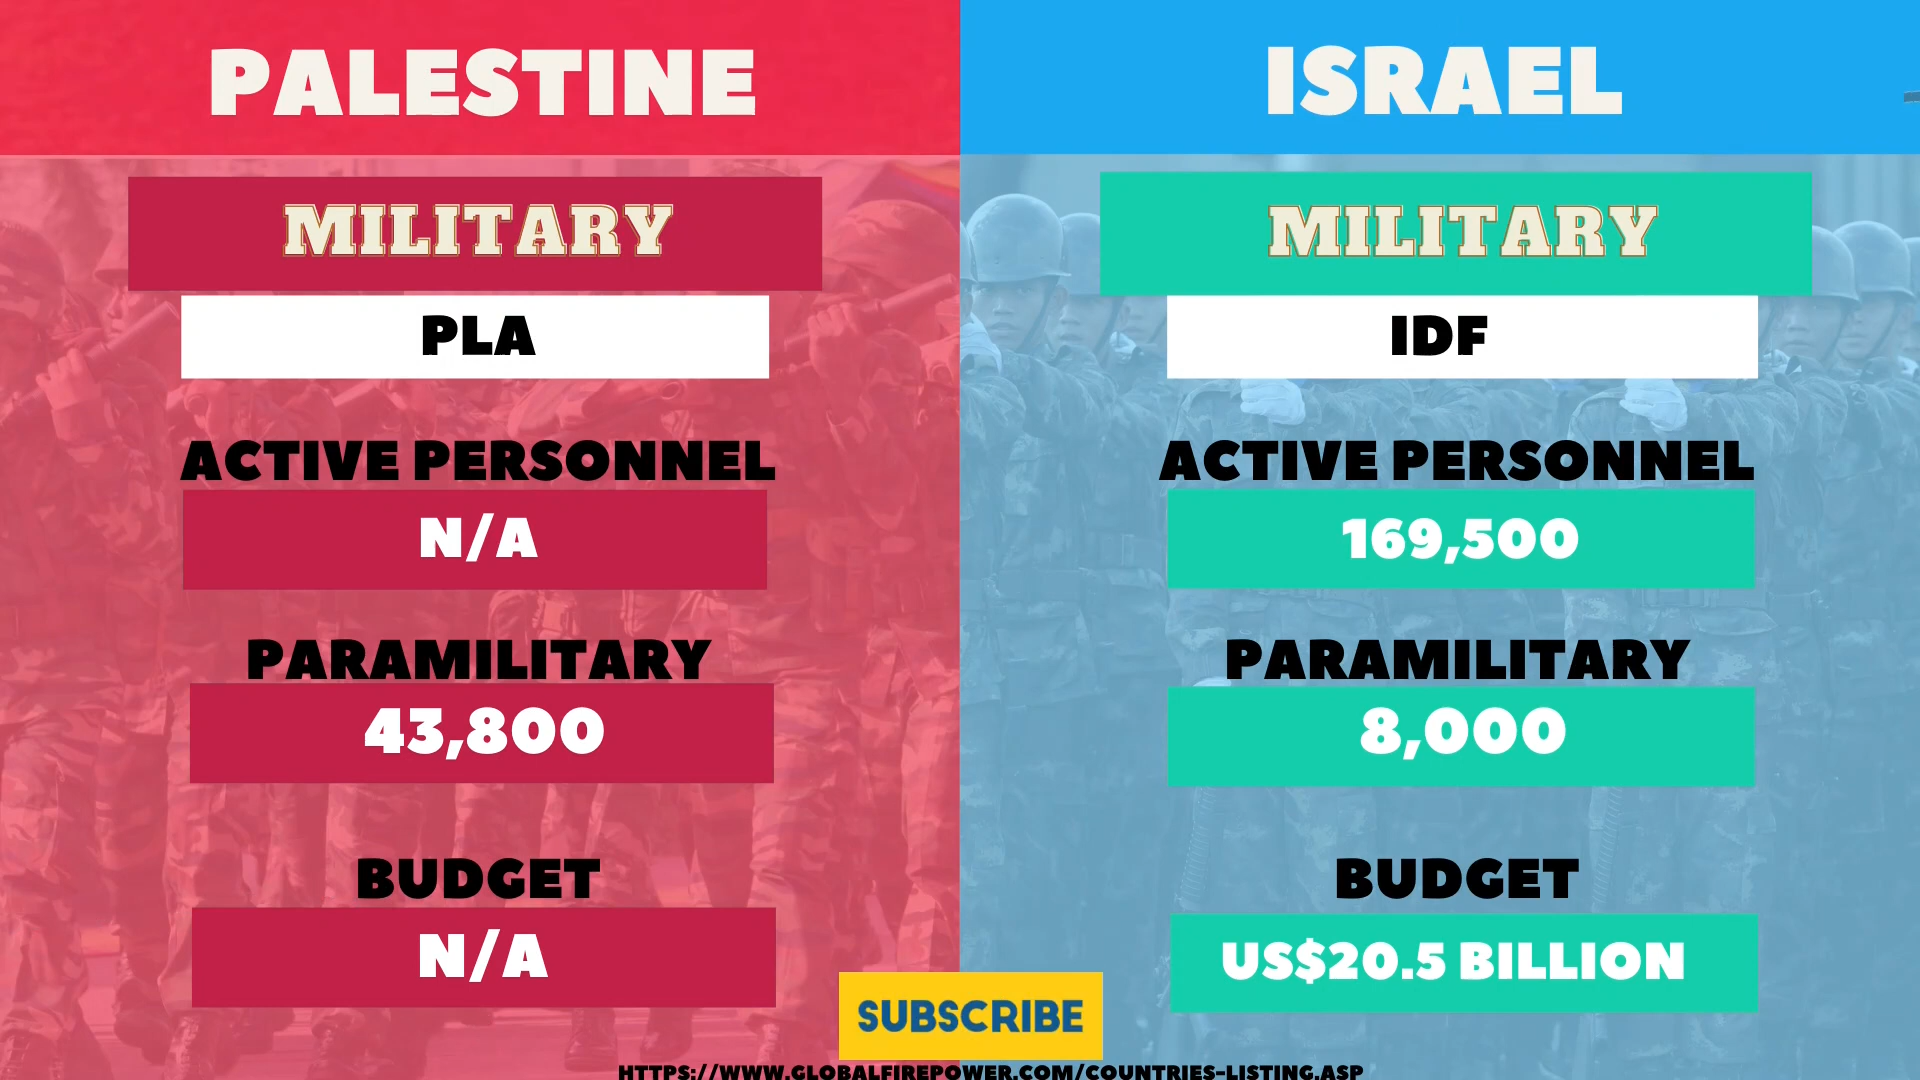 PALESTINE
MILITARY
PLA
ACTIVE PERSONNEL
N/A
PARAMILITARY
43,800
BUDGET
N/A
ISRAEL
MILITARY
IDF
ACTIVE PERSONNEL
169,500
PARAMILITARY
8,000
BUDGET
US$20.5 BILLION
SUBSCRIBE
HTTPS://WWW.GLOBALFIREPOWER.COM/COUNTRIES-LISTING.ASP